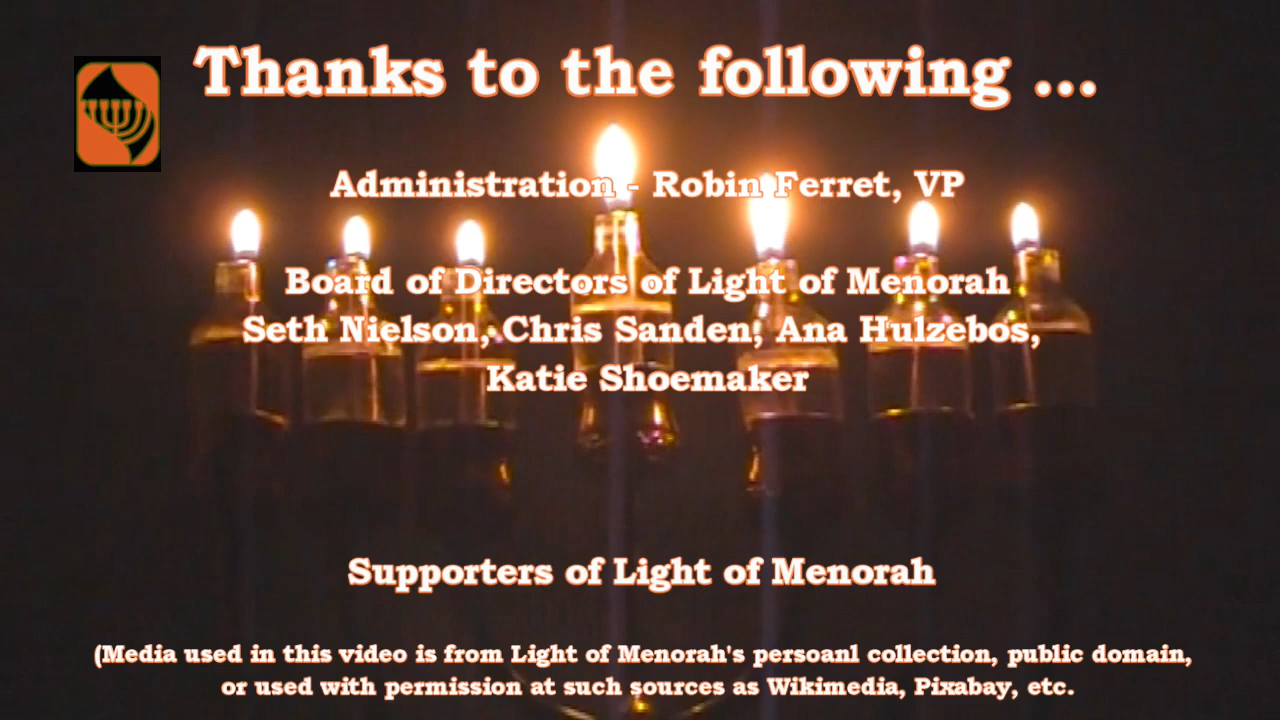 Thanks to the following ...
Administration - Robin Ferret, VP
Board of Directors of Light of Menorah
Seth Nielson, Chris Sanden, Ana Hulzebos,
Katie Shoemaker
Supporters of Light of Menorah
(Media used in this video is from Light of Menorah's persoanl collection, public domain,
or used with permission at such sources as Wikimedia, Pixabay, etc.